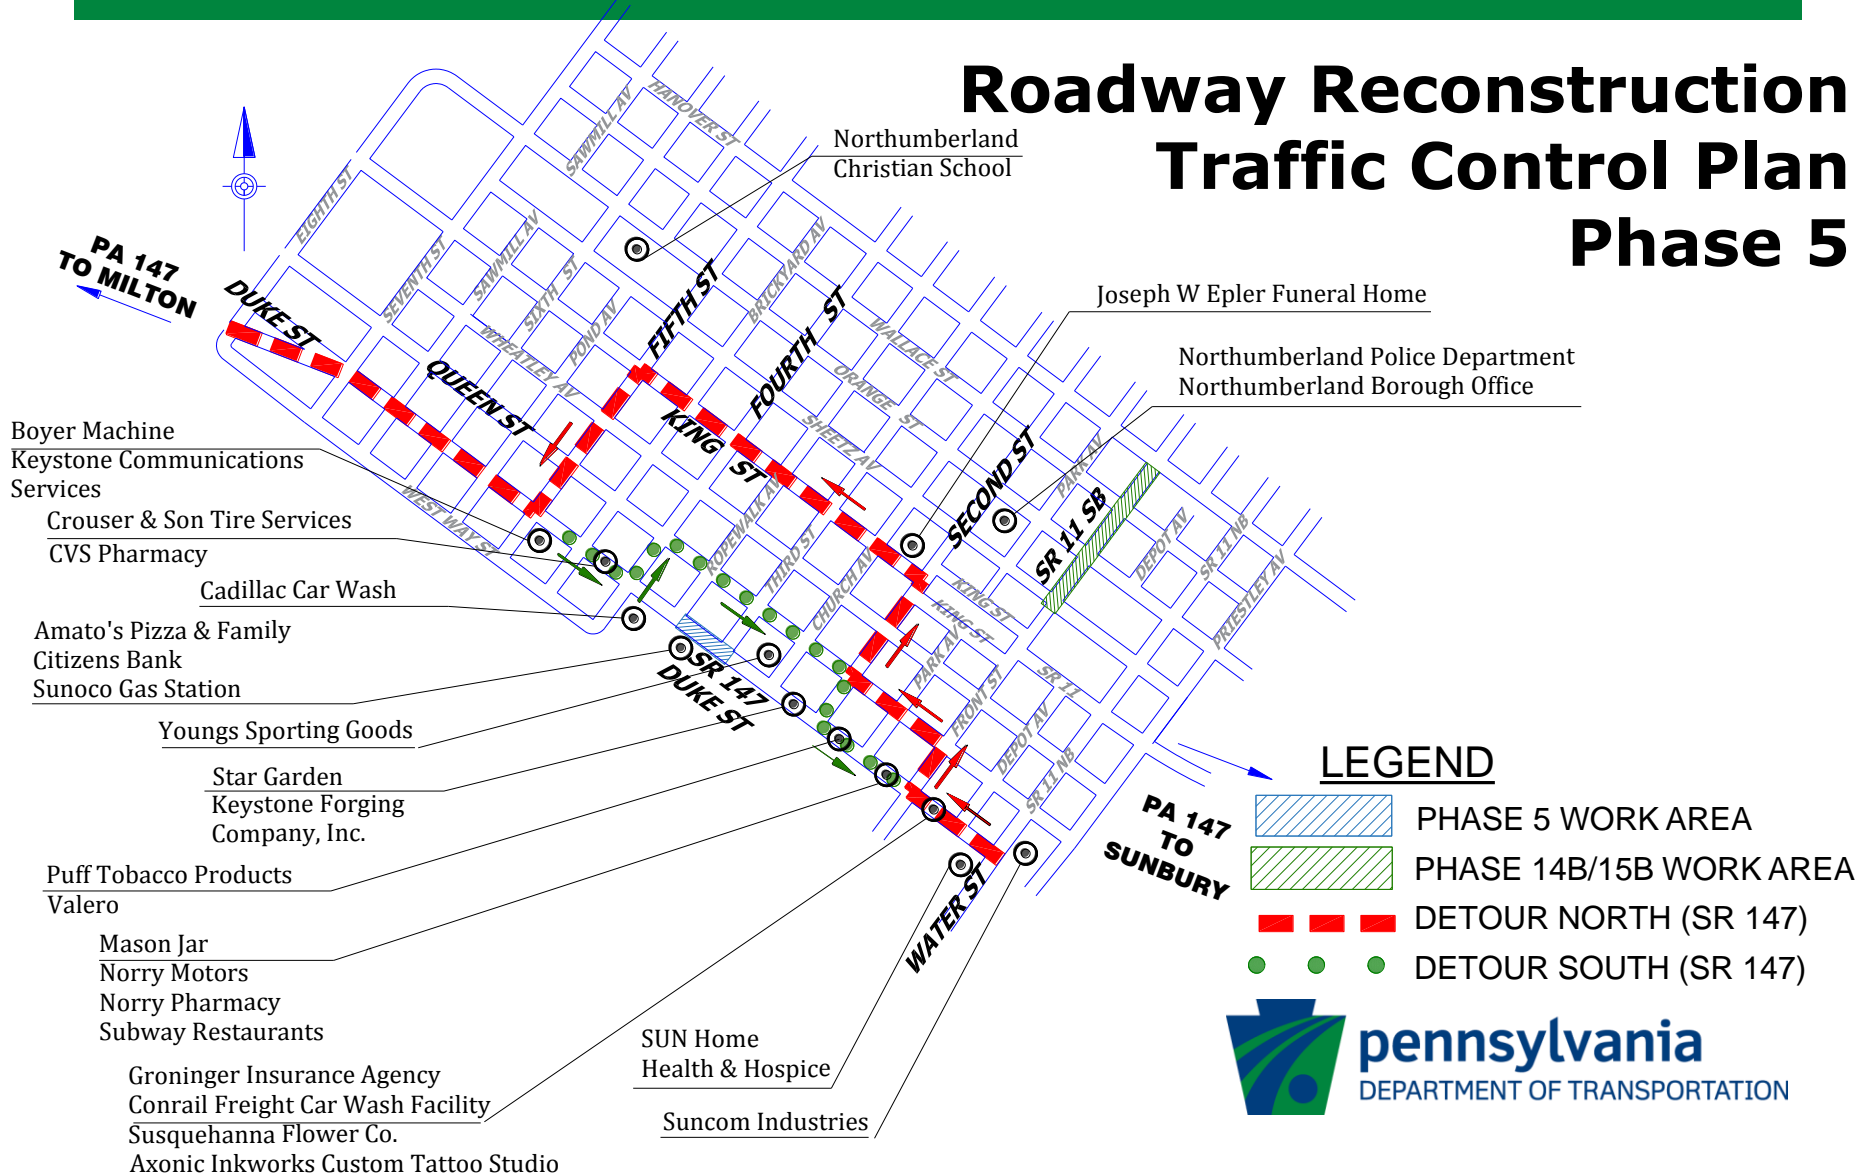 Roadway Reconstruction
Traffic Control Plan
Phase 5
HANOVER ST
SAWMILL AV
Northumberland
Christian School
EIGHTH ST
SEVENTH ST
SAWMILL AV
SIXTH ST
POND AV
WHEATLEY AV
BRICKYARD AV
WALLACE ST
ORANGE ST
SHEETZ AV
PA 147
TO MILTON
DUKE ST
QUEEN ST
FIFTH ST
FOURTH ST
KING ST
SECOND ST
Joseph W Epler Funeral Home
Northumberland Police Department
Northumberland Borough Office
PARK AV
SR 11 SB
DEPOT AV
SR 11 NB
PRIESTLEY AV
Boyer Machine
Keystone Communications
Services
WEST WAY ST
Crouser & Son Tire Services
CVS Pharmacy
ROPEWALK AV
THIRD ST
CHURCH AV
KING ST
KING ST
PARK AV
FRONT ST
SR 11
DEPOT AV
SR 11 NB
Cadillac Car Wash
Amato's Pizza & Family
Citizens Bank
Sunoco Gas Station
SR 147
DUKE ST
Youngs Sporting Goods
Star Garden
Keystone Forging
Company, Inc.
Puff Tobacco Products
Valero
Mason Jar
Norry Motors
Norry Pharmacy
Subway Restaurants
Groninger Insurance Agency
Conrail Freight Car Wash Facility
Susquehanna Flower Co.
Axonic Inkworks Custom Tattoo Studio
SUN Home
Health & Hospice
Suncom Industries
WATER ST
PA 147
TO
SUNBURY
LEGEND
PHASE 5 WORK AREA
PHASE 14B/15B WORK AREA
DETOUR NORTH (SR 147)
DETOUR SOUTH (SR 147)
pennsylvania
DEPARTMENT OF TRANSPORTATION